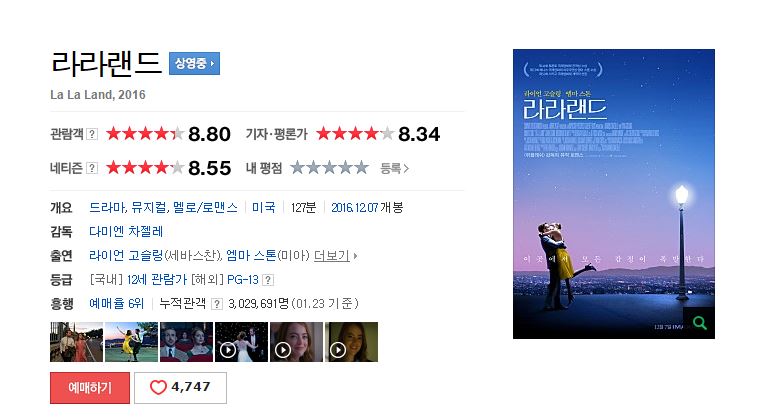 라라랜드 상영중
La La Land, 2016
관람객 ? 8.80 기자·평론가 8.34
네티즌 ? 8.55 내 평점 등록
개요 드라마, 뮤지컬, 멜로/로맨스 미국 127분 2016.12.07 개봉
감독 다미엔 차젤레
출연 라이언 고슬링(세바스찬), 엠마 스톤(미아) 더보기
등급 [국내] 12세 관람가 [해외] PG-13 ?
흥행 예매율 6위 누적관객 ? 3,029,691명(01.23 기준)
예매하기 4,747
라이언 고슬링 엠마 스톤
라라랜드
이곳에서 모든 감정이 폭발한다